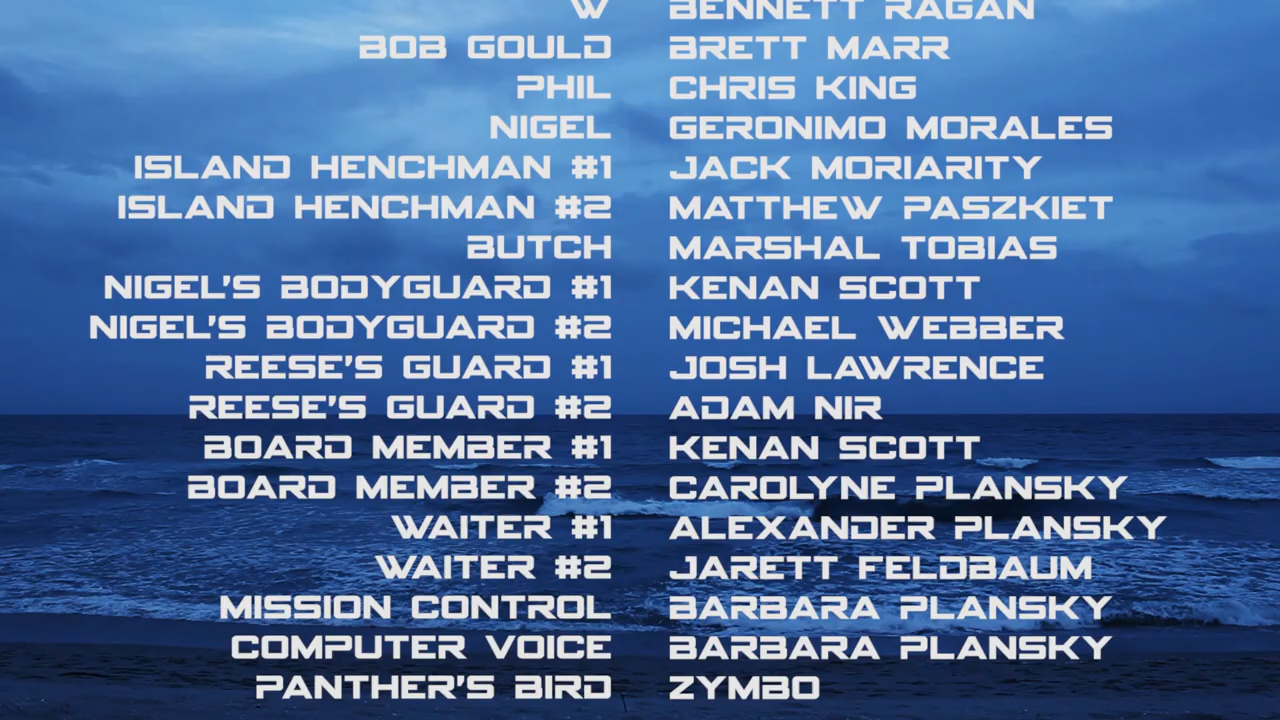 W BENNETT RAGAN
BOB GOULD BRETT MARR
PHIL CHRIS KING
NIGEL GERONIMO MORALES
ISLAND HENCHMAN #1 JACK MORIARITY
ISLAND HENCHMAN #2 MATTHEW PASZKIET
BUTCH MARSHAL TOBIAS
NIGEL'S BODYGUARD #1 KENAN SCOTT
NIGEL'S BODYGUARD #2 MICHAEL WEBBER
REESE'S GUARD #1 JOSH LAWRENCE
REESE'S GUARD #2 ADAM NIR
BOARD MEMBER #1 KENAN SCOTT
BOARD MEMBER #2 CAROLYNE PLANSKY
WAITER #1 ALEXANDER PLANSKY
WAITER #2 JARETT FELDBAUM
MISSION CONTROL BARBARA PLANSKY
COMPUTER VOICE BARBARA PLANSKY
PANTHER'S BIRD ZYMBO